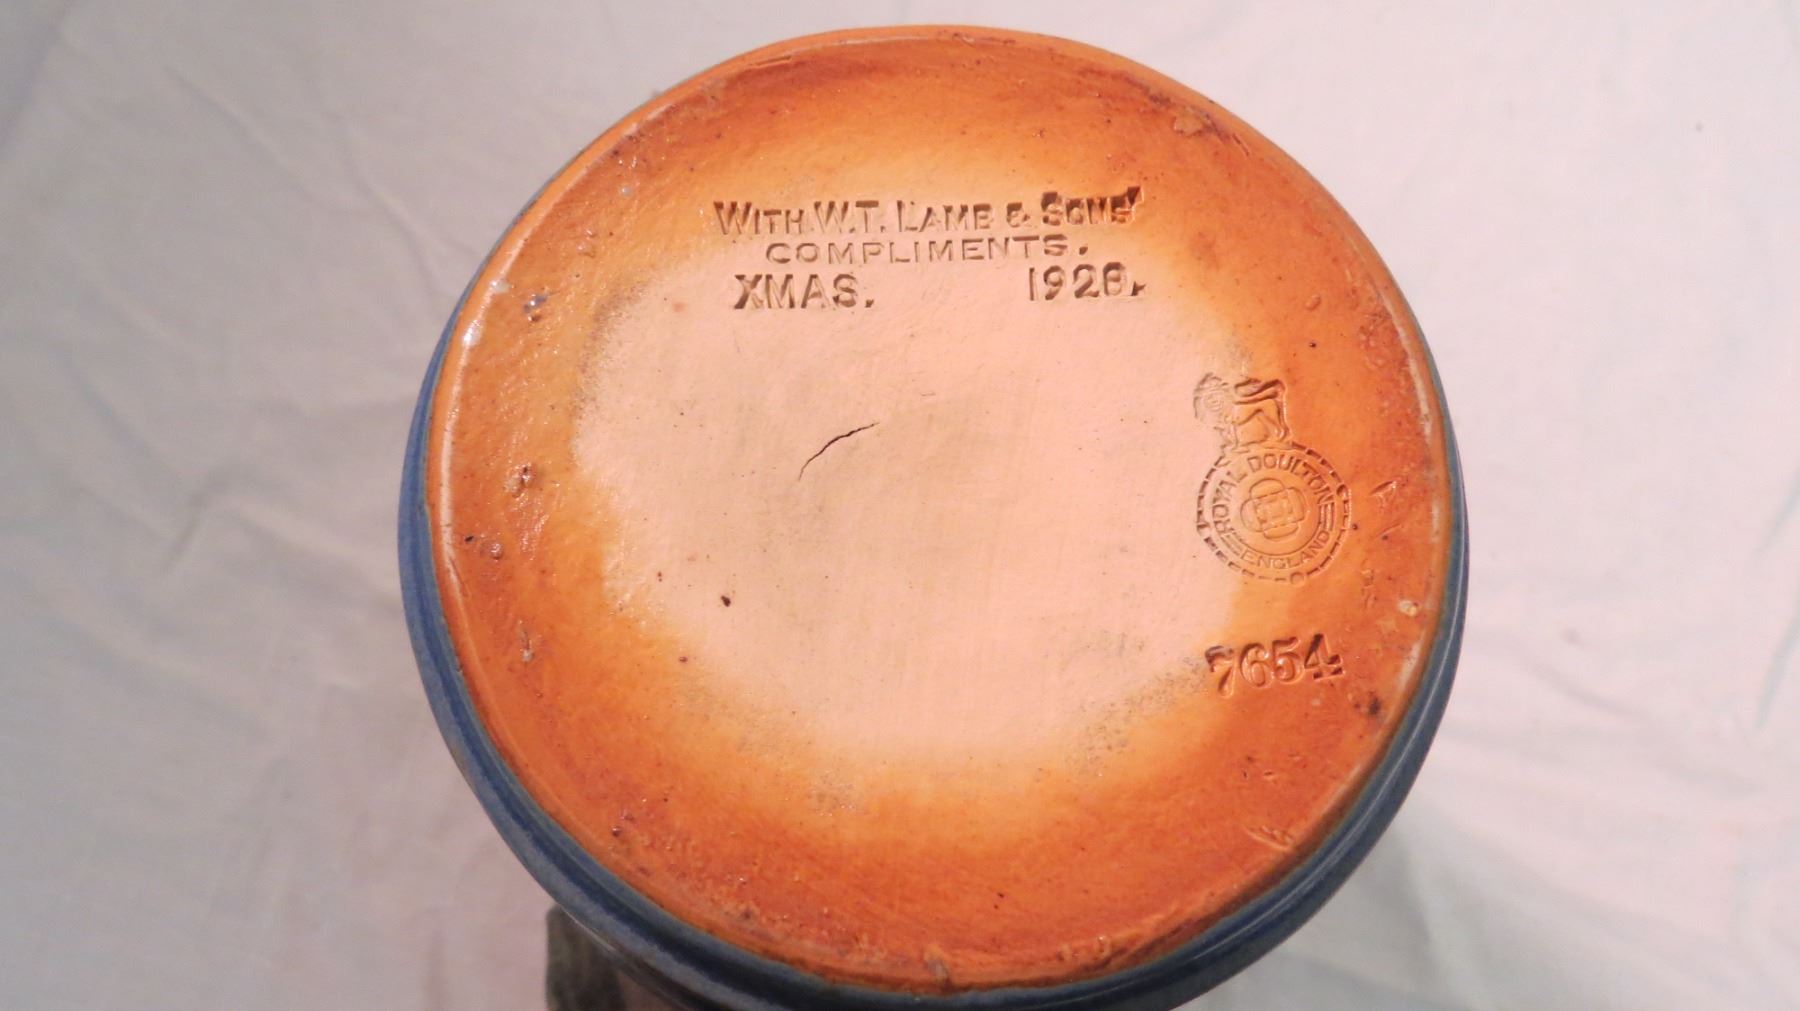 WITH W.T. LAMB & SONS'
COMPLIMENTS.
XMAS. 1928.
ROYAL DOULTON
ENGLAND
7654